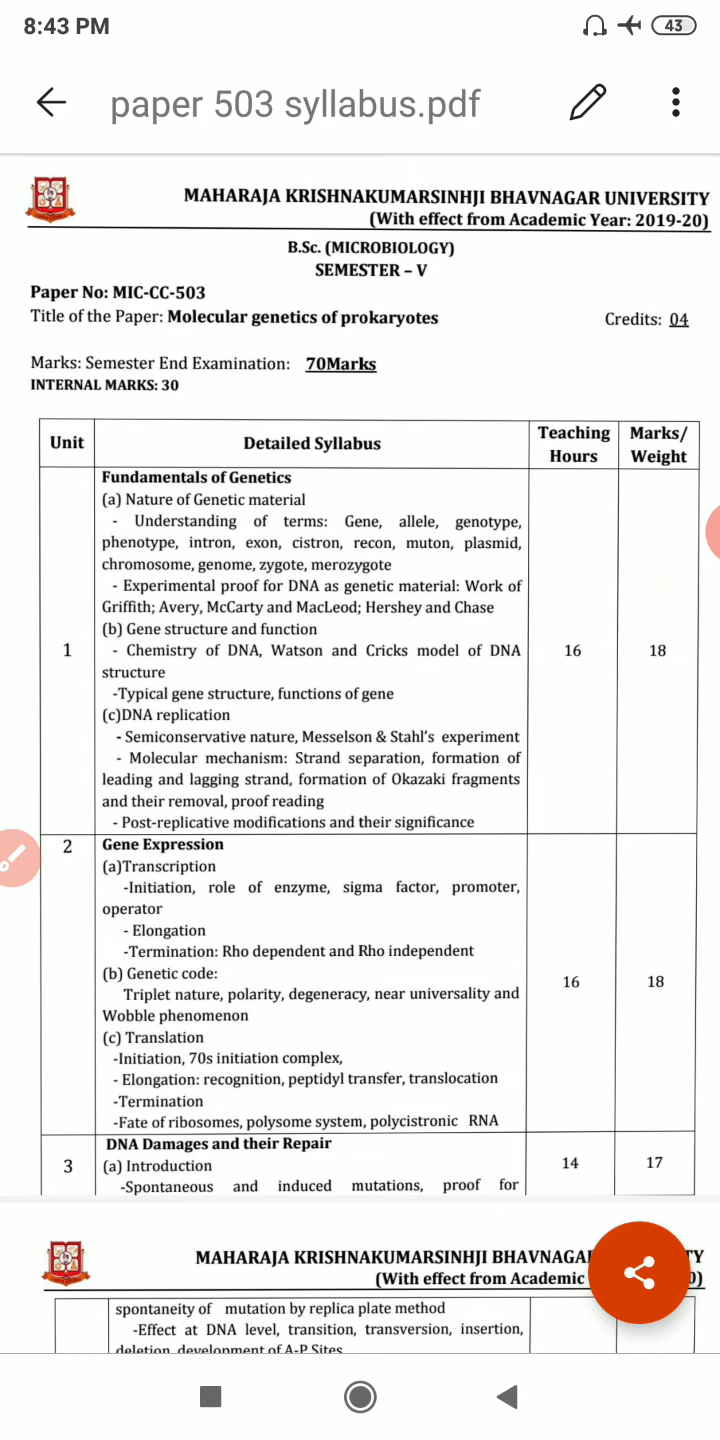 8:43 PM
43
paper 503 syllabus.pdf
MAHARAJA KRISHNAKUMARSINHJI BHAVNAGAR UNIVERSITY
(With effect from Academic Year: 2019-20)
B.Sc. (MICROBIOLOGY)
SEMESTER – V
Paper No: MIC-CC-503
Title of the Paper: Molecular genetics of prokaryotes Credits: 04
Marks: Semester End Examination: 70Marks
INTERNAL MARKS: 30
Unit Detailed Syllabus Teaching Hours Marks/ Weight
Fundamentals of Genetics
(a) Nature of Genetic material
- Understanding of terms: Gene, allele, genotype,
phenotype, intron, exon, cistron, recon, muton, plasmid,
chromosome, genome, zygote, merozygote
- Experimental proof for DNA as genetic material: Work of
Griffith; Avery, McCarty and MacLeod; Hershey and Chase
(b) Gene structure and function
1 - Chemistry of DNA, Watson and Cricks model of DNA 16 18
structure
-Typical gene structure, functions of gene
(c)DNA replication
- Semiconservative nature, Messelson & Stahl's experiment
- Molecular mechanism: Strand separation, formation of
leading and lagging strand, formation of Okazaki fragments
and their removal, proof reading
- Post-replicative modifications and their significance
2 Gene Expression
(a)Transcription
-Initiation, role of enzyme, sigma factor, promoter,
operator
- Elongation
-Termination: Rho dependent and Rho independent
(b) Genetic code:
Triplet nature, polarity, degeneracy, near universality and 16 18
Wobble phenomenon
(c) Translation
-Initiation, 70s initiation complex,
- Elongation: recognition, peptidyl transfer, translocation
-Termination
-Fate of ribosomes, polysome system, polycistronic RNA
DNA Damages and their Repair
3 (a) Introduction 14 17
-Spontaneous and induced mutations, proof for
MAHARAJA KRISHNAKUMARSINHJI BHAVNAGA TY
(With effect from Academic 0)
spontaneity of mutation by replica plate method
-Effect at DNA level, transition, transversion, insertion,
deletion, development of A-P Sites